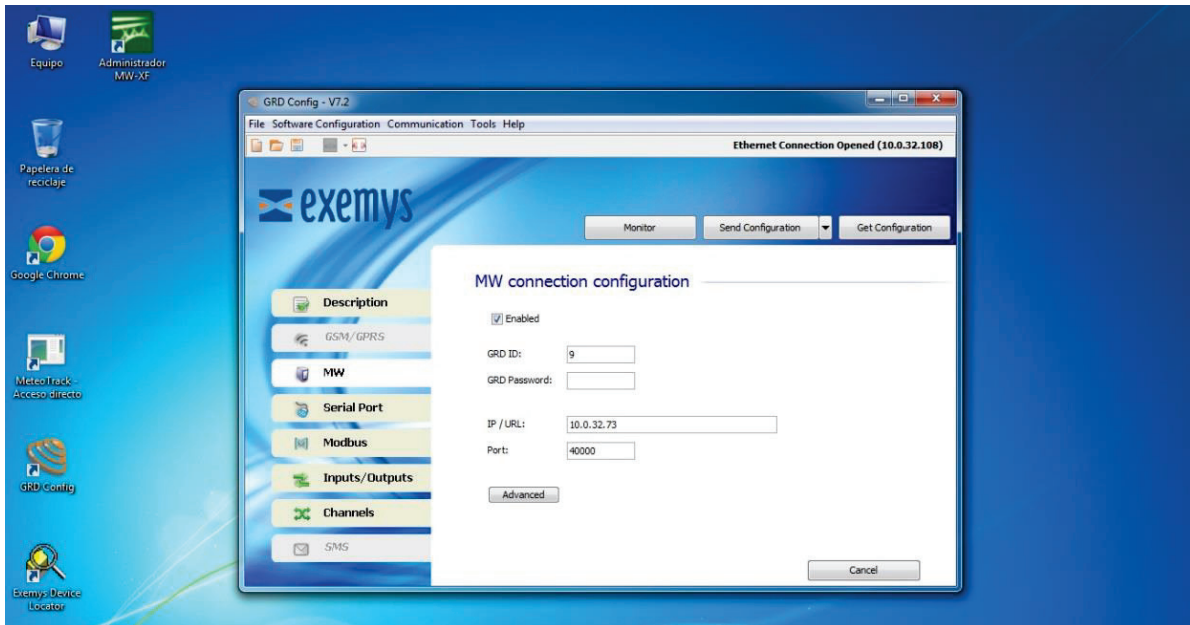 Equipo
Administrador
MW-XF
Papelera de
reciclaje
Google Chrome
MeteoTrack -
Acceso directo
GRD Config
Exemys Device
Locator
GRD Config - V7.2
File Software Configuration Communication Tools Help
Ethernet Connection Opened (10.0.32.108)
exemys
Monitor
Send Configuration
Get Configuration
Description
GSM/GPRS
MW
Serial Port
Modbus
Inputs/Outputs
Channels
SMS
MW connection configuration
Enabled
GRD ID: 9
GRD Password:
IP / URL: 10.0.32.73
Port: 40000
Advanced
Cancel